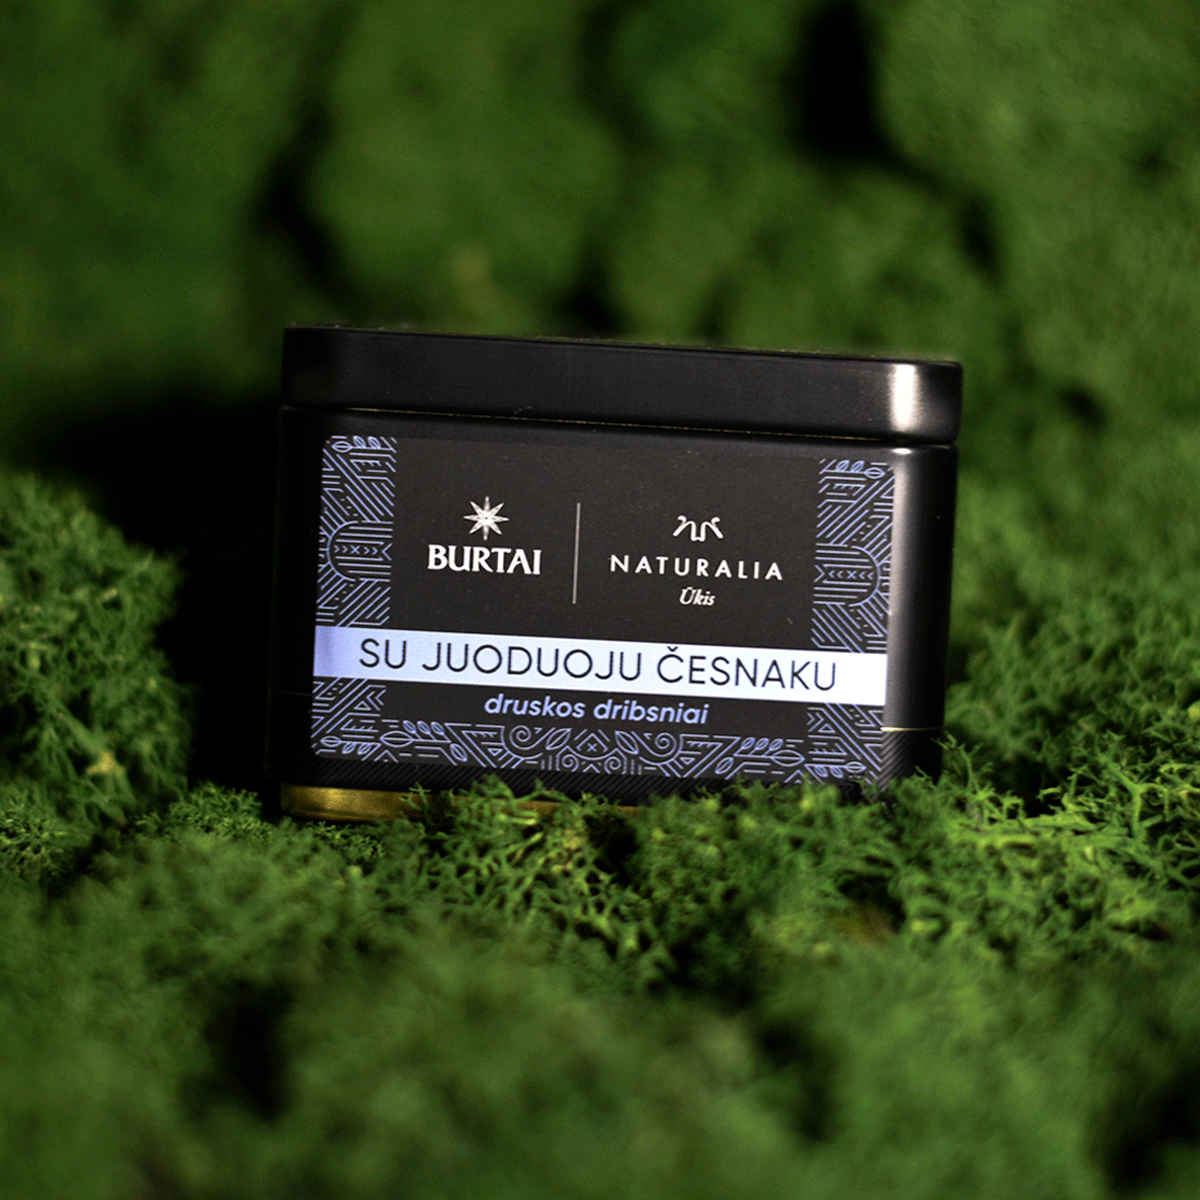 BURTAI
NATURALIA
Ūkis
SU JUODUOJU ČESNAKU
druskos dribsniai